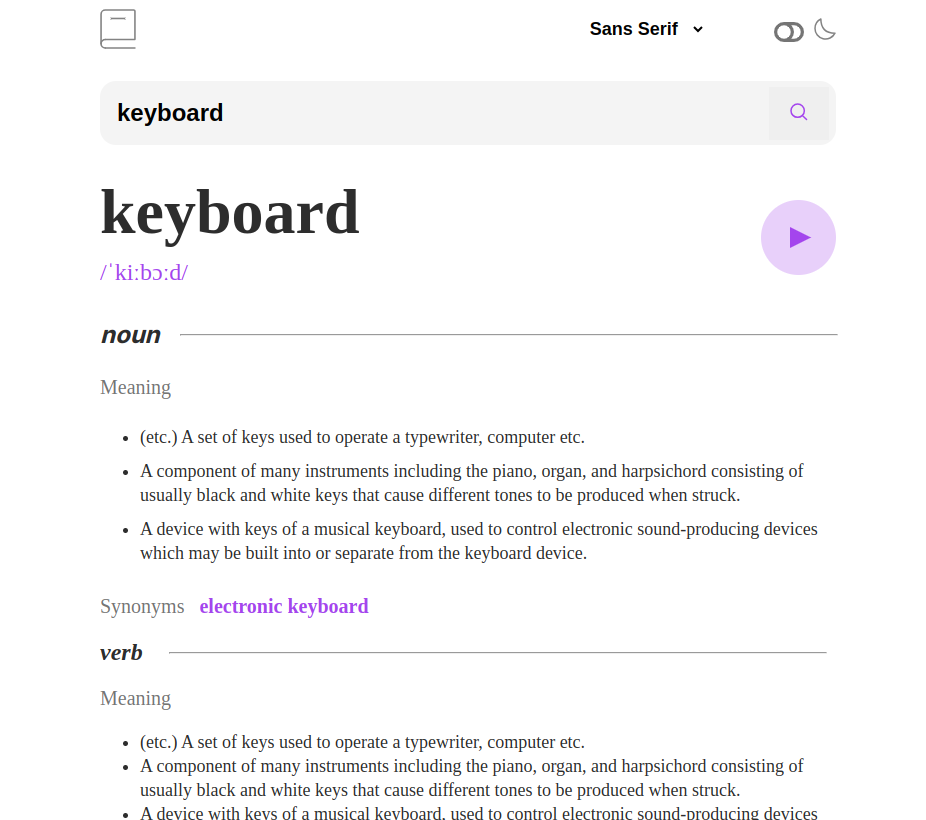 Sans Serif
keyboard
keyboard
/ˈkiːbɔːd/
noun
Meaning
(etc.) A set of keys used to operate a typewriter, computer etc.
A component of many instruments including the piano, organ, and harpsichord consisting of
usually black and white keys that cause different tones to be produced when struck.
A device with keys of a musical keyboard, used to control electronic sound-producing devices
which may be built into or separate from the keyboard device.
Synonyms electronic keyboard
verb
Meaning
(etc.) A set of keys used to operate a typewriter, computer etc.
A component of many instruments including the piano, organ, and harpsichord consisting of
usually black and white keys that cause different tones to be produced when struck.
A device with keys of a musical keyboard, used to control electronic sound-producing devices